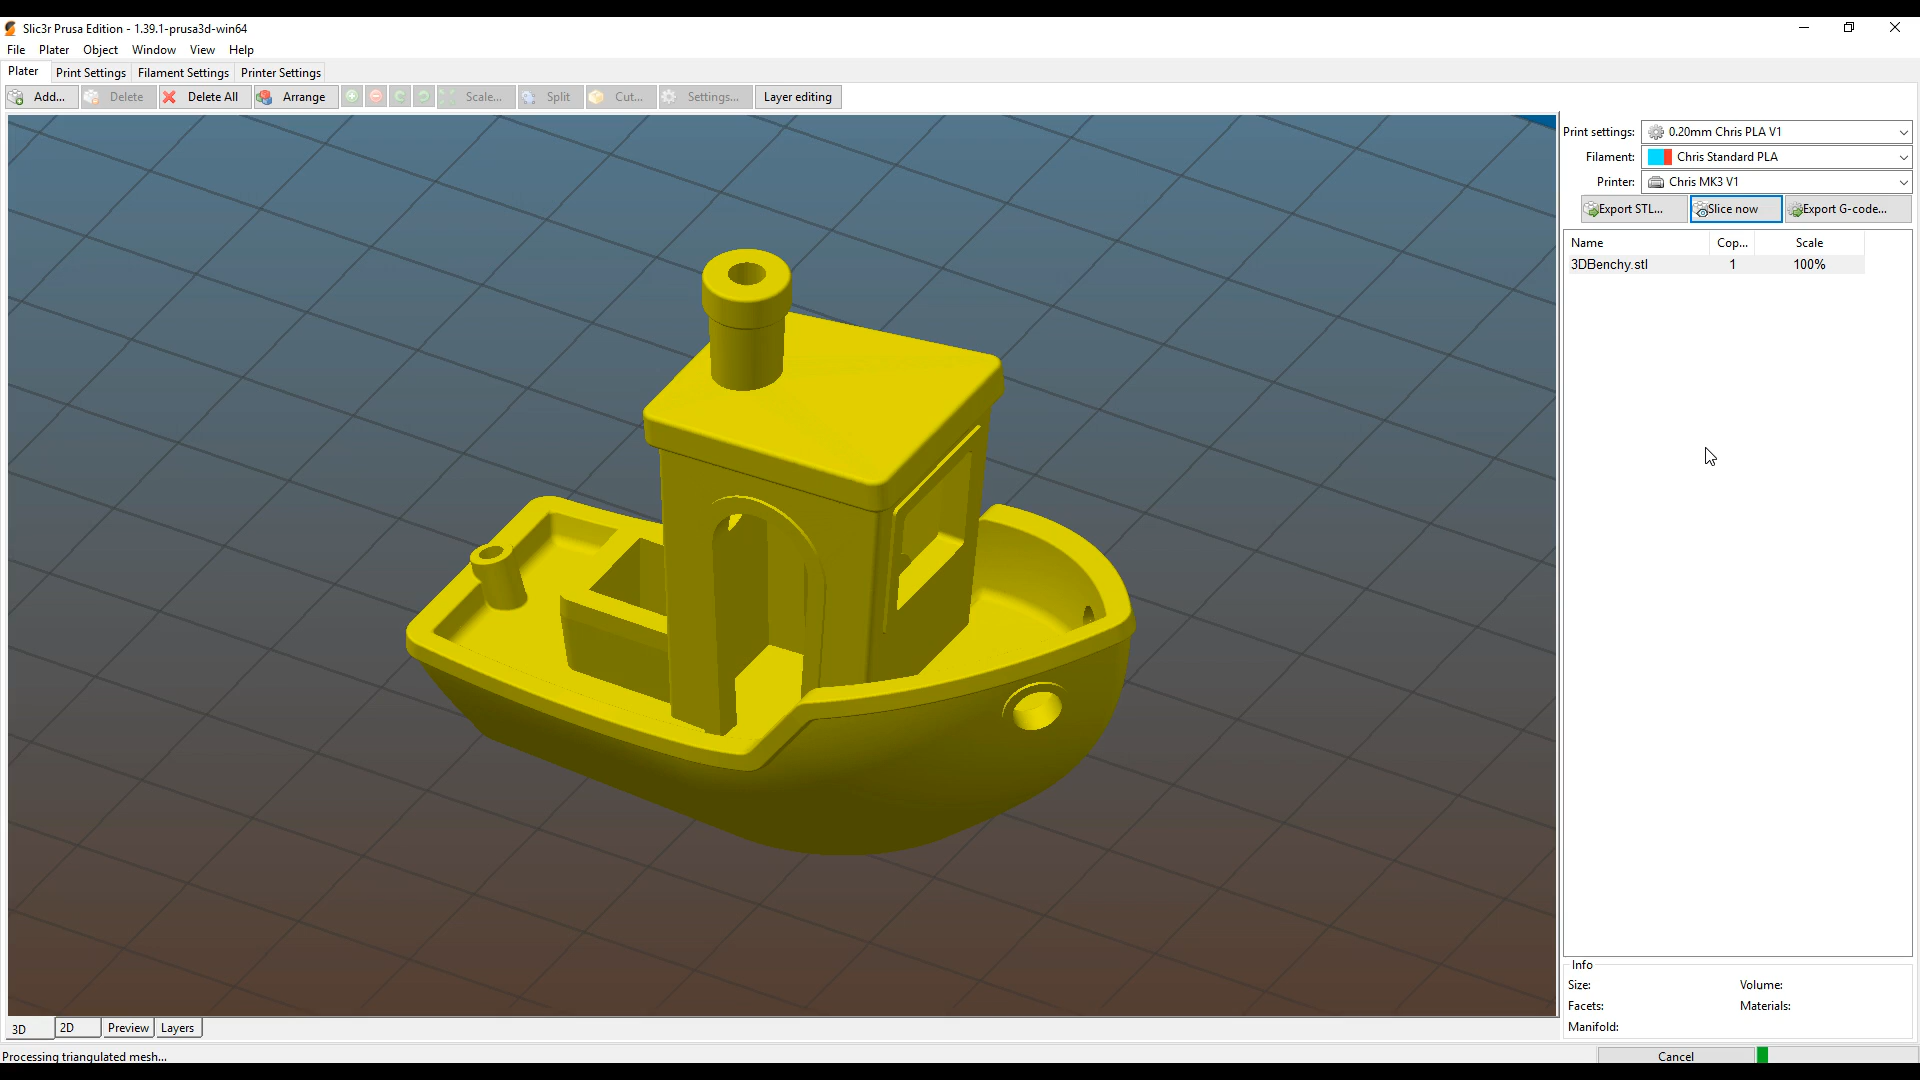 Slic3r Prusa Edition - 1.39.1-prusa3d-win64
File Plater Object Window View Help
Plater Print Settings Filament Settings Printer Settings
Add... Delete Delete All Arrange Scale... Split Cut... Settings... Layer editing
Print settings: 0.20mm Chris PLA V1
Filament: Chris Standard PLA
Printer: Chris MK3 V1
Export STL... Slice now Export G-code...
Name Cop... Scale
3DBenchy.stl 1 100%
Info
Size: Volume:
Facets: Materials:
Manifold:
3D 2D Preview Layers
Processing triangulated mesh... Cancel